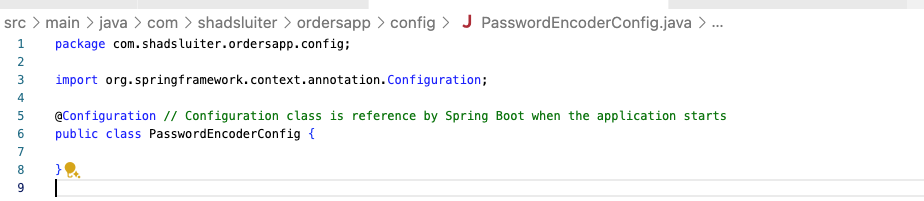 src > main > java > com > shadsluiter > ordersapp > config > J PasswordEncoderConfig.java > ...
1 package com.shadsluiter.ordersapp.config;
2
3 import org.springframework.context.annotation.Configuration;
4
5 @Configuration // Configuration class is reference by Spring Boot when the application starts
6 public class PasswordEncoderConfig {
7
8 }
9